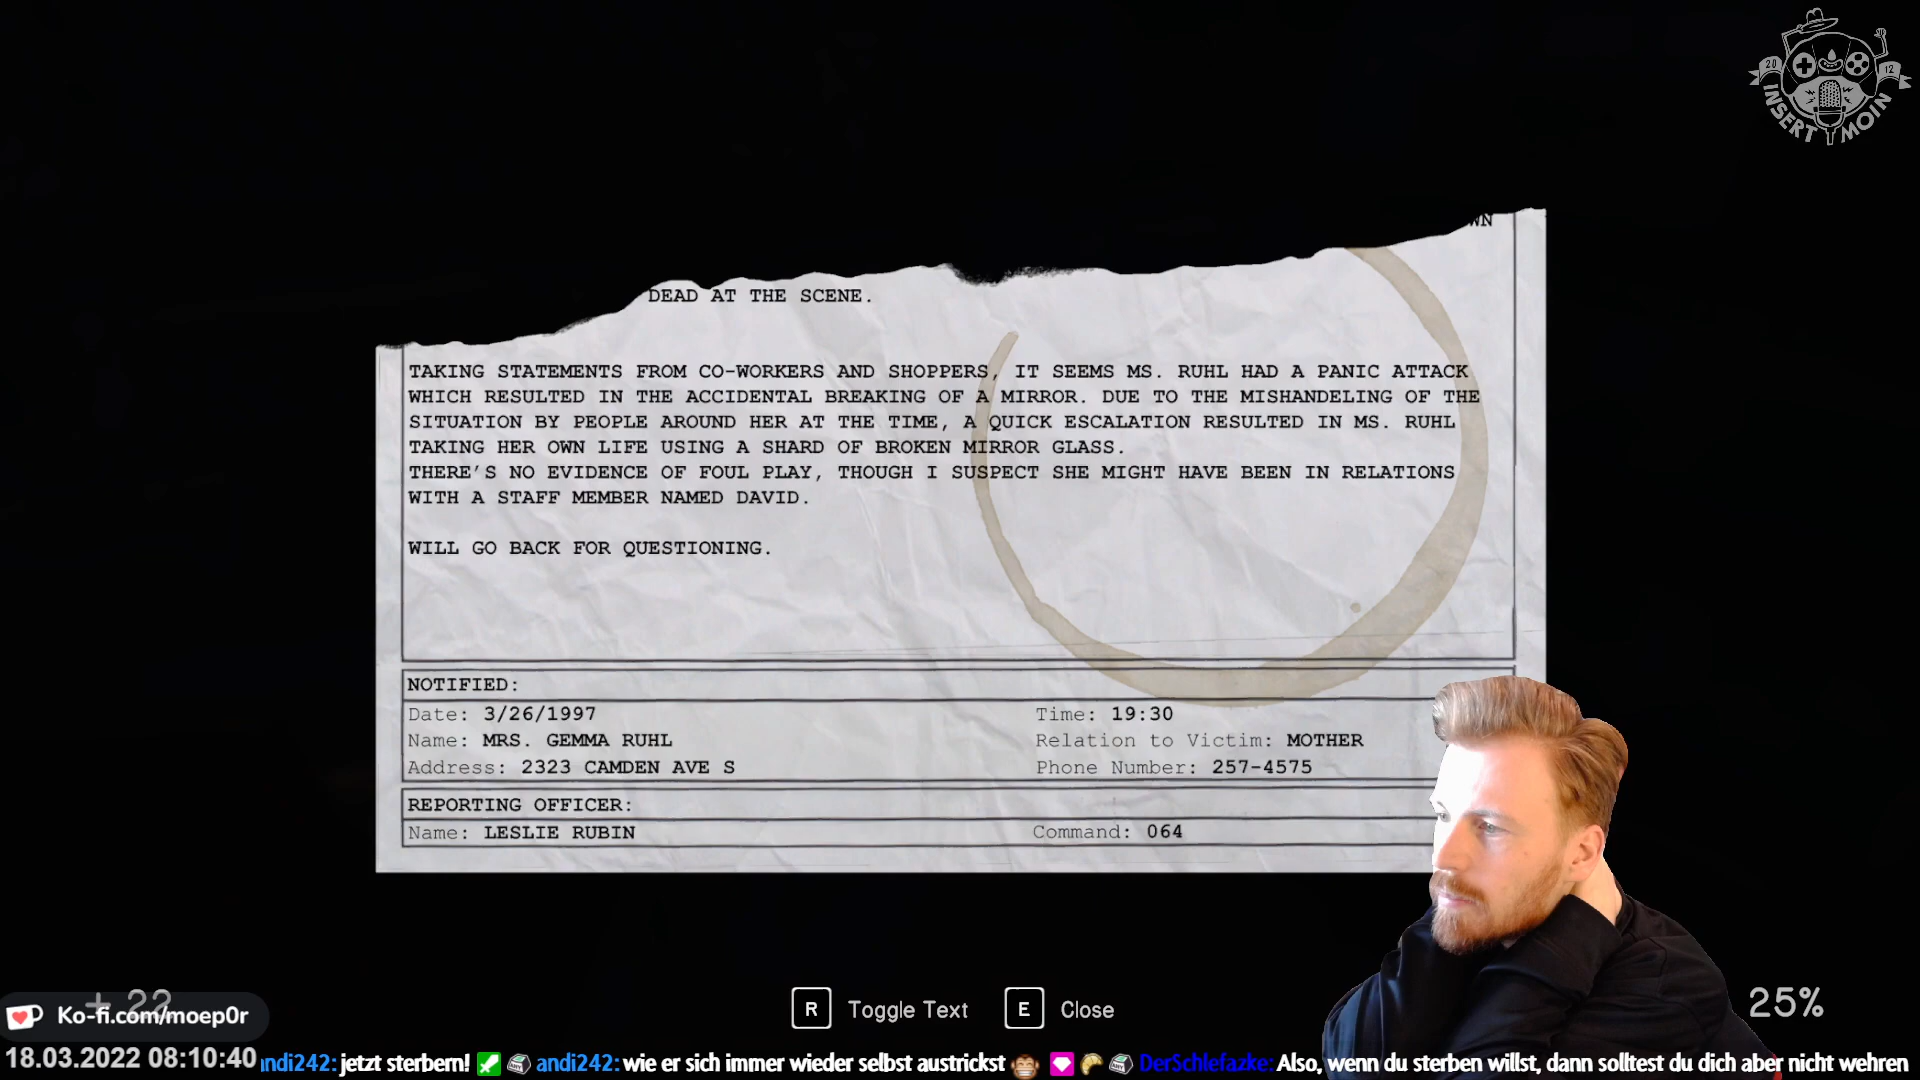 20 12
INSERT MOIN
WN
DEAD AT THE SCENE.
TAKING STATEMENTS FROM CO-WORKERS AND SHOPPERS, IT SEEMS MS. RUHL HAD A PANIC ATTACK
WHICH RESULTED IN THE ACCIDENTAL BREAKING OF A MIRROR. DUE TO THE MISHANDELING OF THE
SITUATION BY PEOPLE AROUND HER AT THE TIME, A QUICK ESCALATION RESULTED IN MS. RUHL
TAKING HER OWN LIFE USING A SHARD OF BROKEN MIRROR GLASS.
THERE'S NO EVIDENCE OF FOUL PLAY, THOUGH I SUSPECT SHE MIGHT HAVE BEEN IN RELATIONS
WITH A STAFF MEMBER NAMED DAVID.
WILL GO BACK FOR QUESTIONING.
NOTIFIED:
Date: 3/26/1997 Time: 19:30
Name: MRS. GEMMA RUHL Relation to Victim: MOTHER
Address: 2323 CAMDEN AVE S Phone Number: 257-4575
REPORTING OFFICER:
Name: LESLIE RUBIN Command: 064
+ 22
Ko-fi.com/moep0r
R Toggle Text E Close
25%
18.03.2022 08:10:40 andi242: jetzt sterben! andi242: wie er sich immer wieder selbst austrickst DerSchlefazke: Also, wenn du sterben willst, dann solltest du dich aber nicht wehren